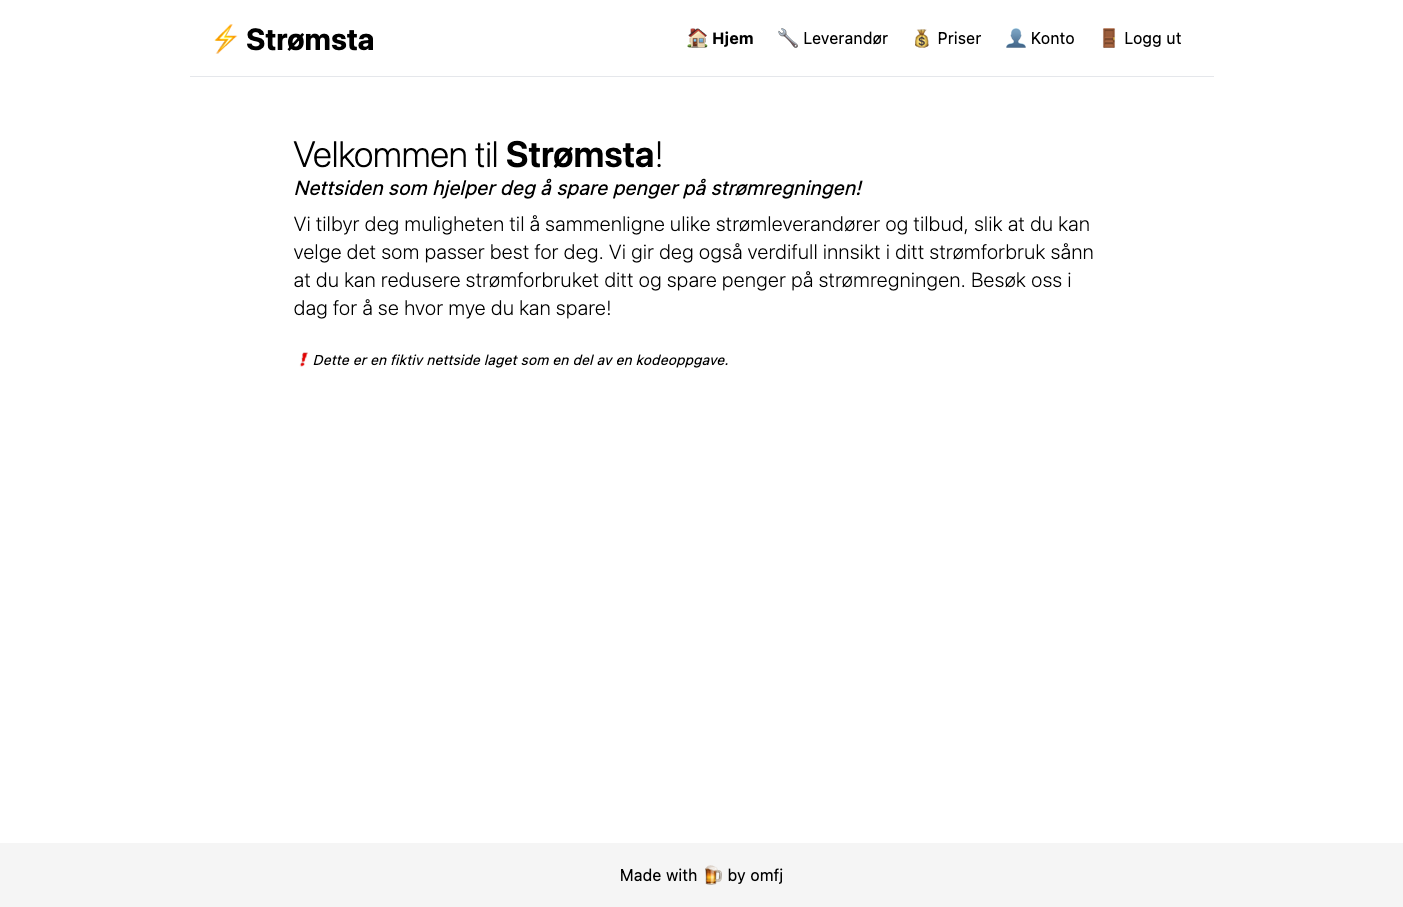 ⚡ Strømsta
🏠 Hjem 🔧 Leverandør 💰 Priser 👤 Konto 🚪 Logg ut
Velkommen til Strømsta!
Nettsiden som hjelper deg å spare penger på strømregningen!
Vi tilbyr deg muligheten til å sammenligne ulike strømleverandører og tilbud, slik at du kan
velge det som passer best for deg. Vi gir deg også verdifull innsikt i ditt strømforbruk sånn
at du kan redusere strømforbruket ditt og spare penger på strømregningen. Besøk oss i
dag for å se hvor mye du kan spare!
❗ Dette er en fiktiv nettside laget som en del av en kodeoppgave.
Made with 🍺 by omfj